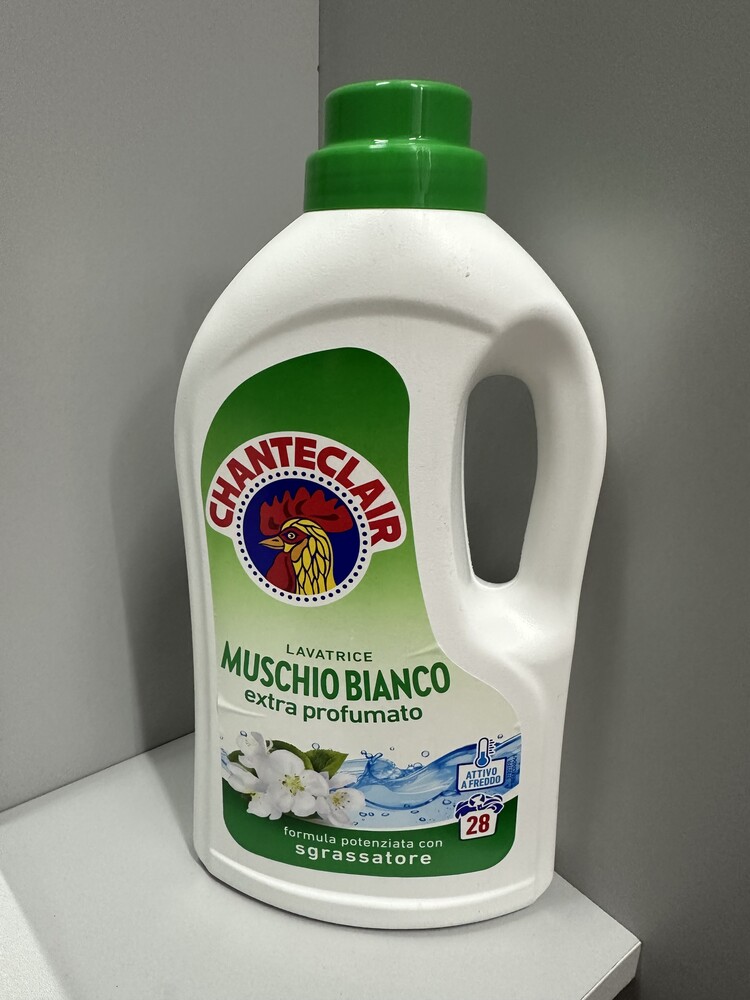 CHANTECLAIR
LAVATRICE
MUSCHIO BIANCO
extra profumato
ATTIVO
A FREDDO
28
formula potenziata con
sgrassatore